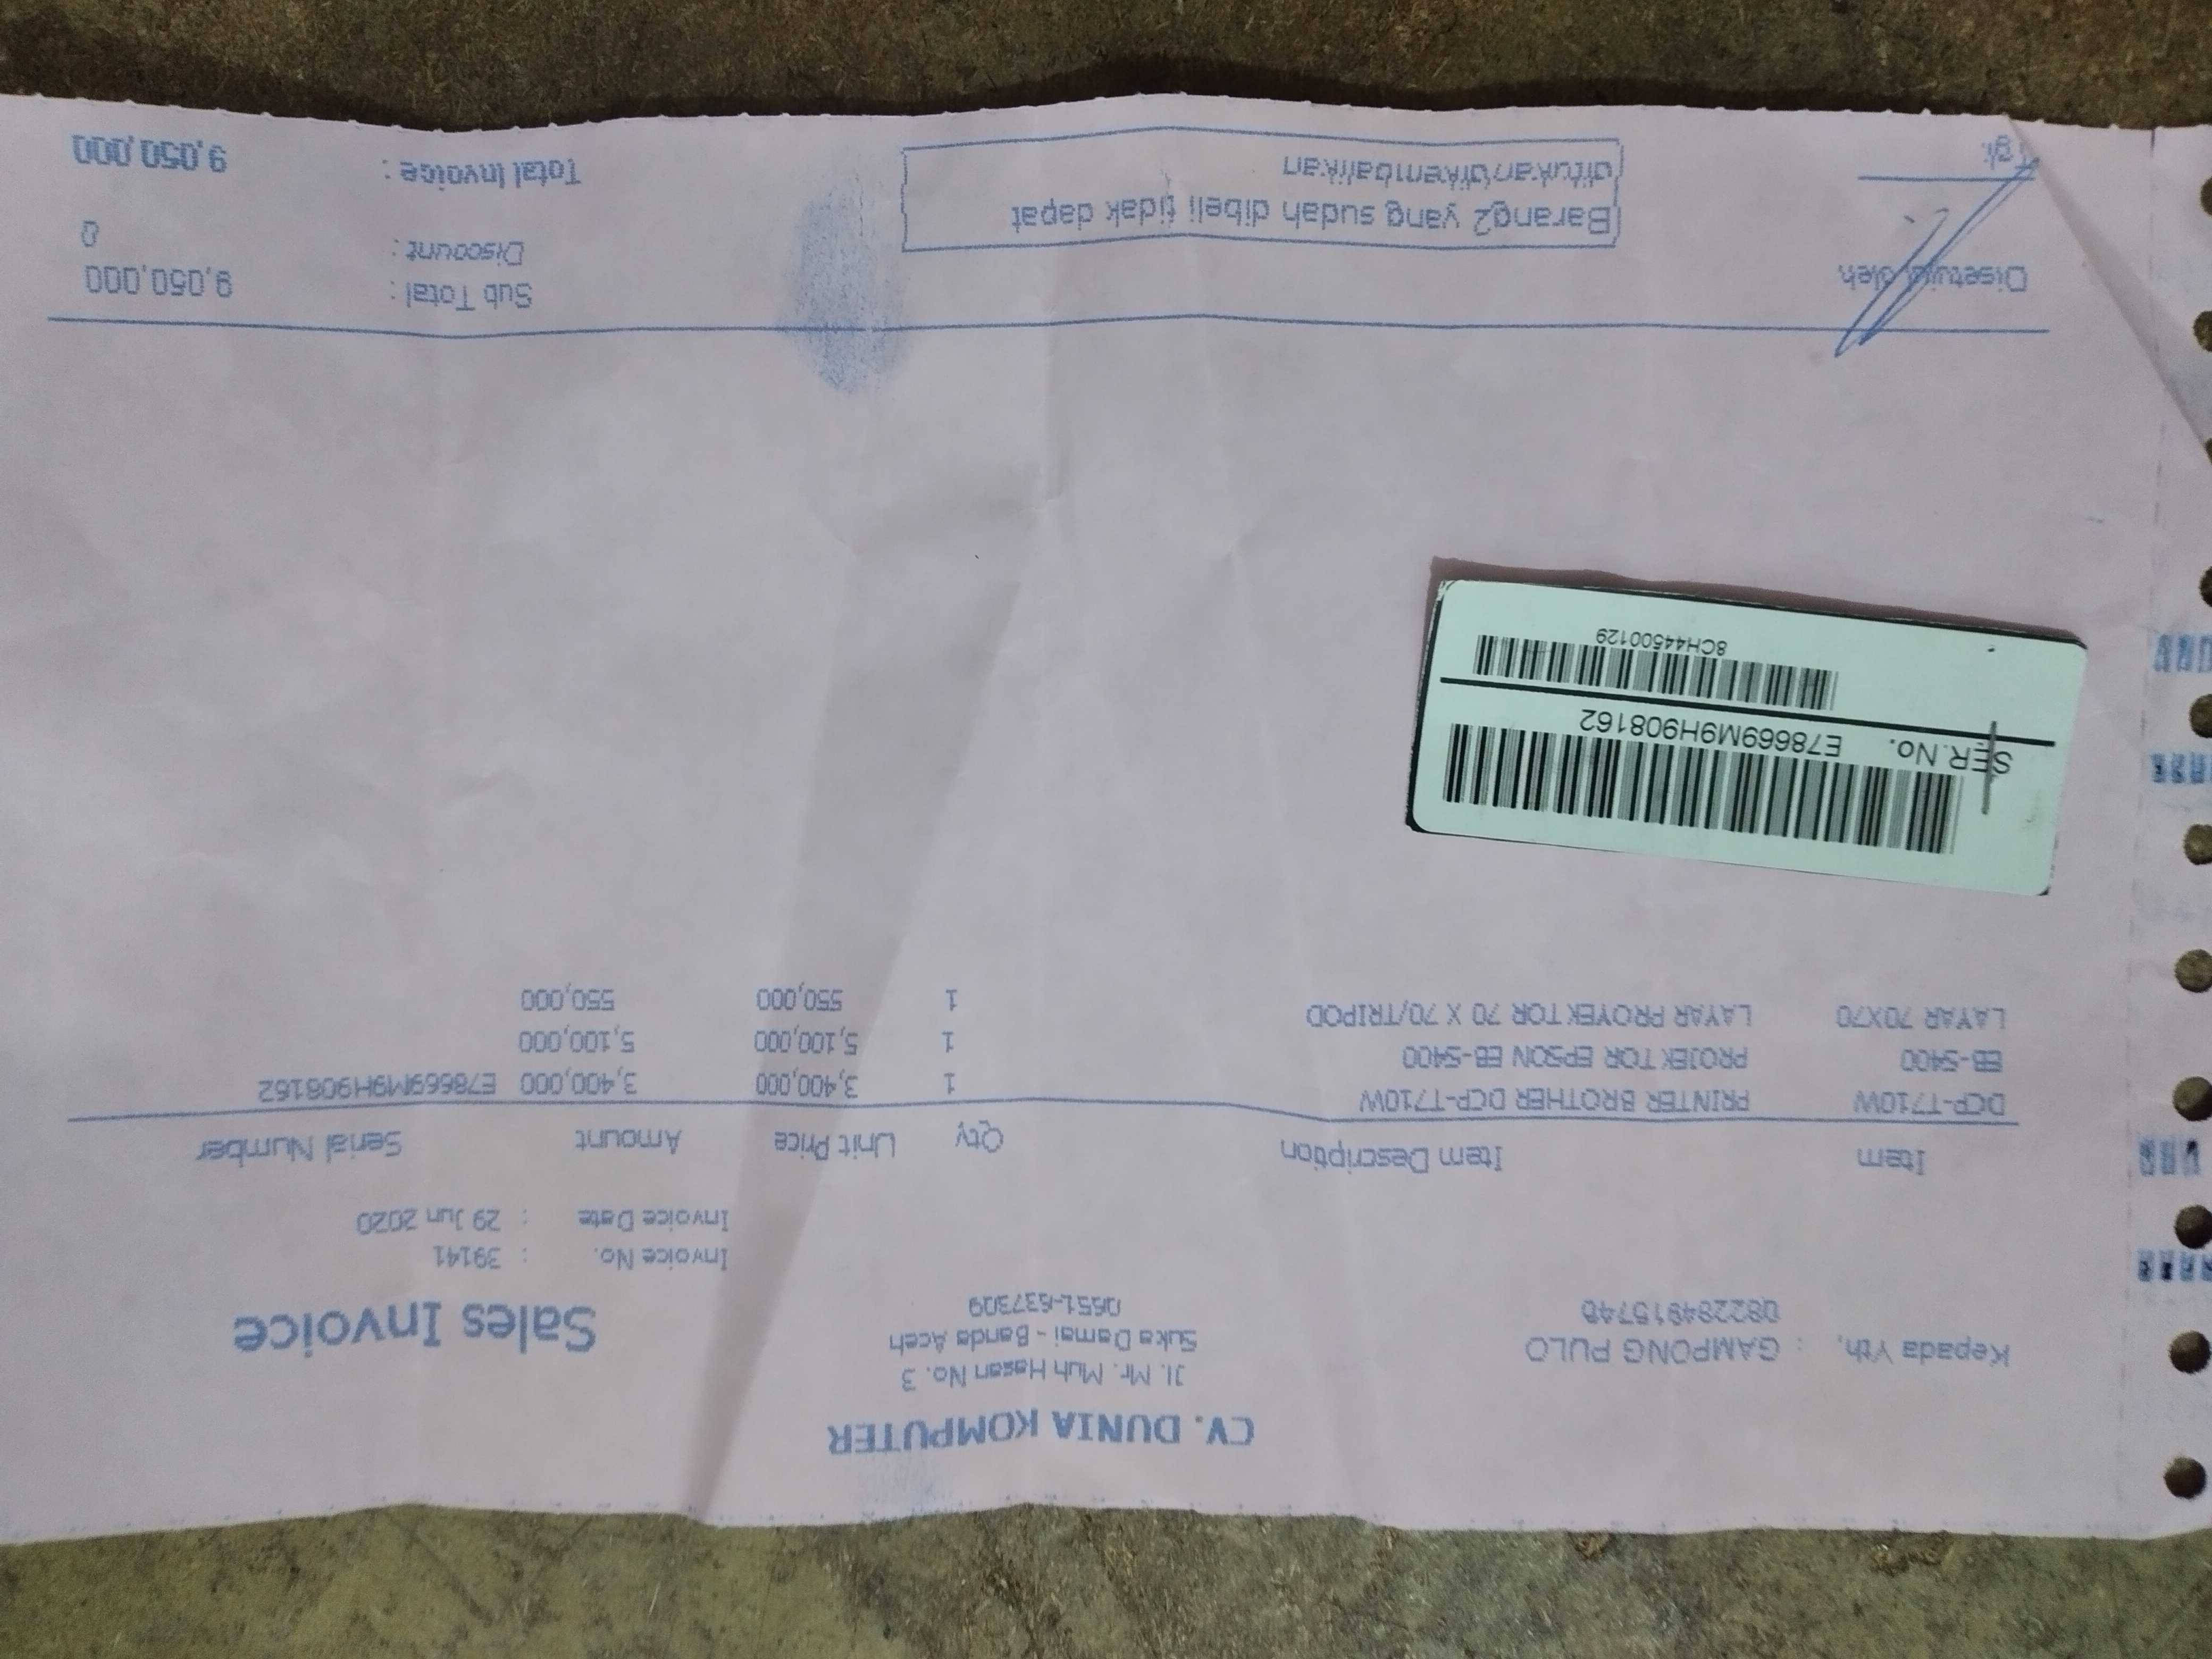 CV. DUNIA KOMPUTER
Jl. Mr. Muh Hasan No. 3
Suka Damai - Banda Aceh
0651-637309
Kepada Yth, : GAMPONG PULO
Sales Invoice
Invoice No. : 39141
Invoice Date : 29 Jun 2020
Item Item Description Qty Unit Price Amount Serial Number
DCP-T710W PRINTER BROTHER DCP-T710W 1 3,400,000 3,400,000 E78669M9H908162
EB-S400 PROJEKTOR EPSON EB-S400 1 5,100,000 5,100,000
LAYAR 70X70 LAYAR PROYEKTOR 70 X 70/TRIPOD 1 550,000 550,000
SER.No. E78669M9H908162
8CH44500129
Disetujui oleh
Tgl.
Barang2 yang sudah dibeli tidak dapat
ditukar/dikembalikan
Sub Total : 9,050,000
Discount : 0
Total Invoice : 9,050,000